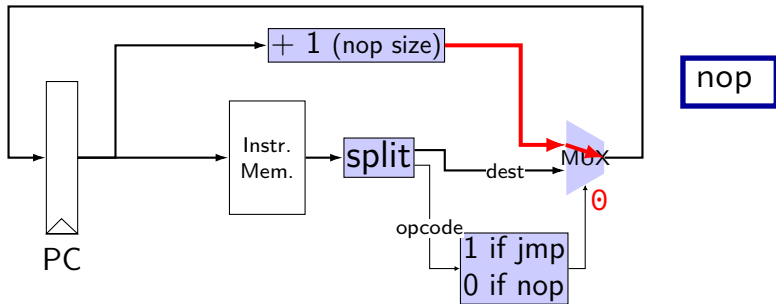 + 1 (nop size)
nop
Instr.
Mem.
split
MUX
dest
0
opcode
1 if jmp
0 if nop
PC